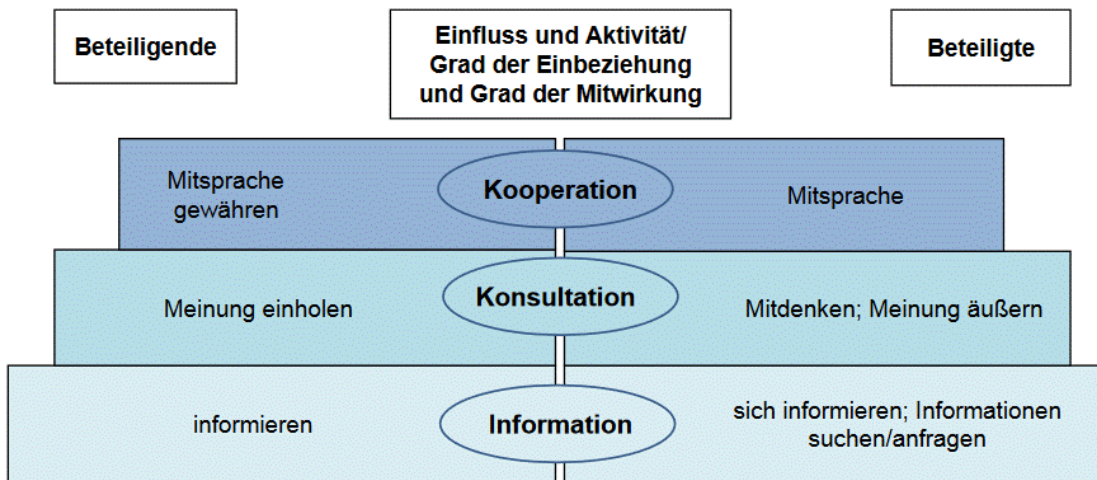 Beteiligende
Einfluss und Aktivität/
Grad der Einbeziehung
und Grad der Mitwirkung
Beteiligte
Mitsprache
gewähren
Kooperation
Mitsprache
Meinung einholen
Konsultation
Mitdenken; Meinung äußern
informieren
Information
sich informieren; Informationen
suchen/anfragen